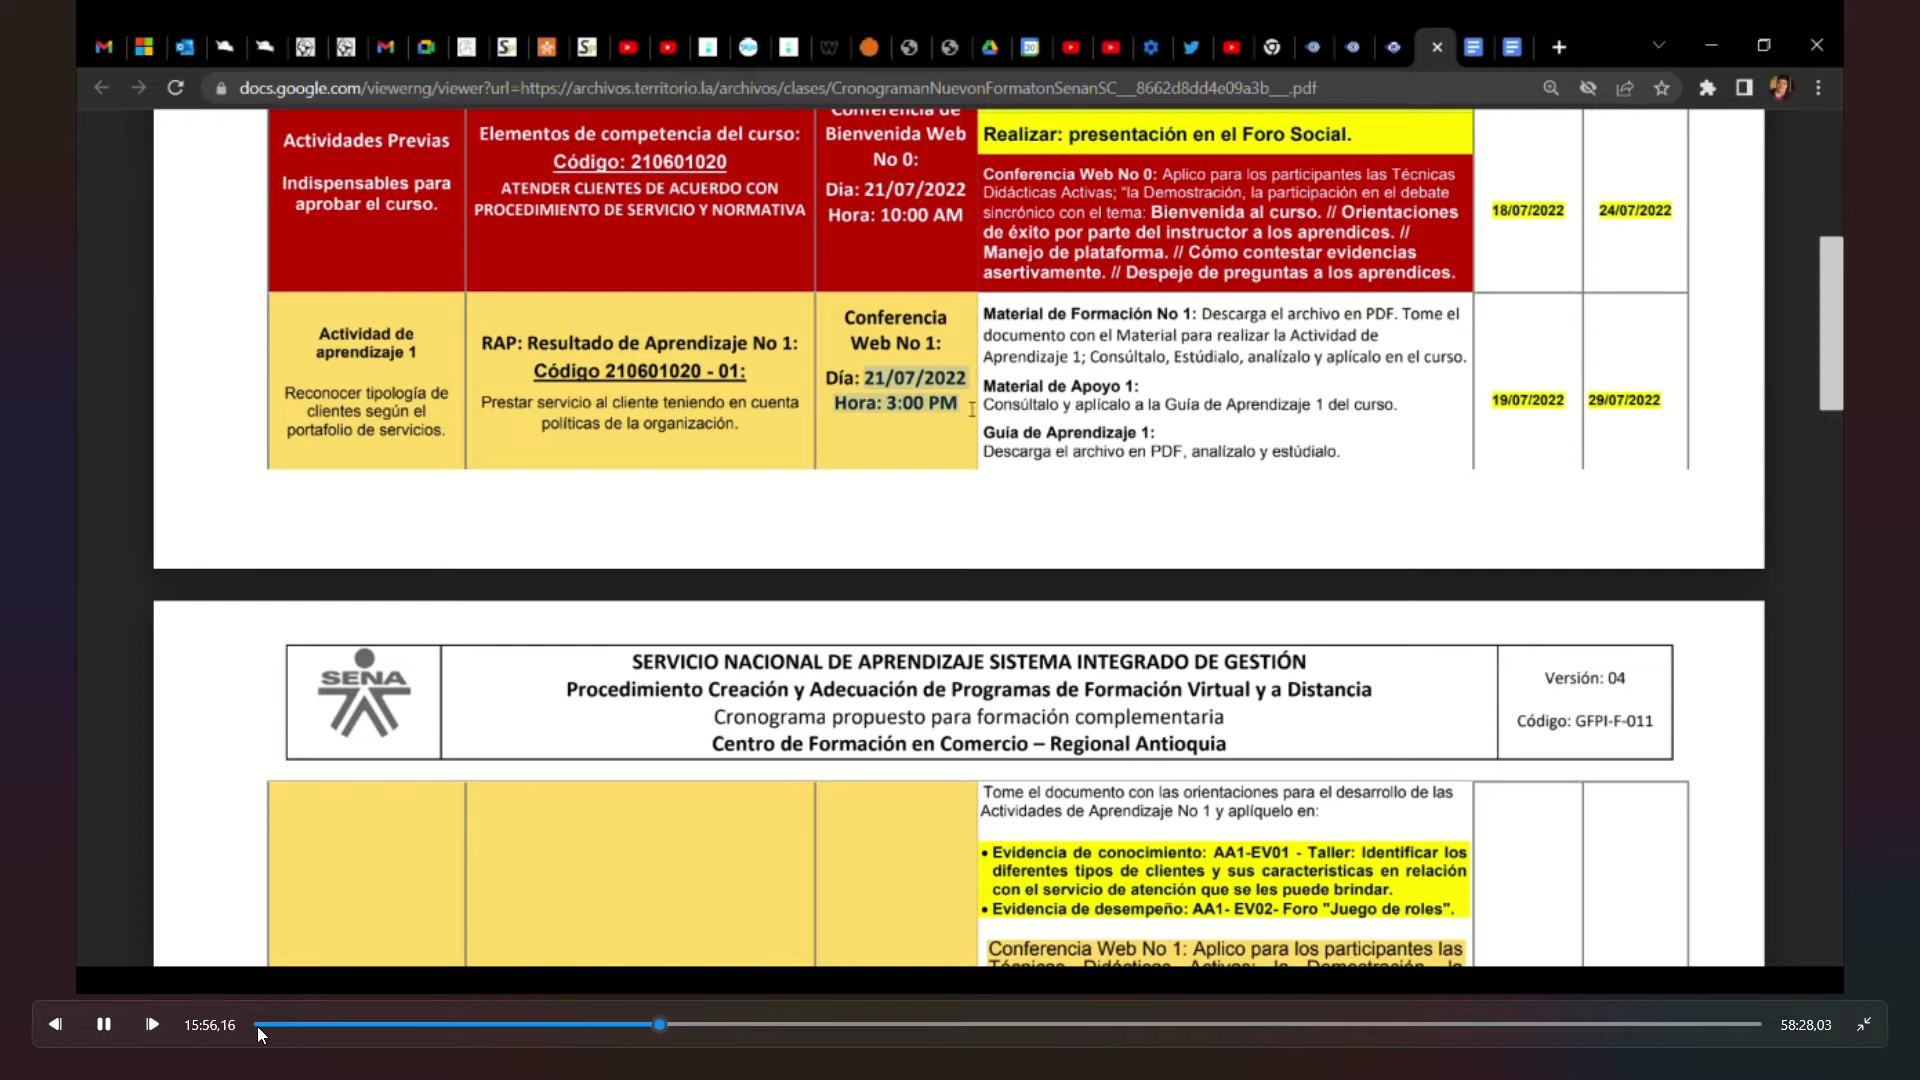 docs.google.com/viewerng/viewer?url=https://archivos.territorio.la/archivos/clases/CronogramanNuevonFormatonSenanSC__8662d8dd4e09a3b__.pdf
Actividades Previas
Indispensables para
aprobar el curso.
Elementos de competencia del curso:
Código: 210601020
ATENDER CLIENTES DE ACUERDO CON
PROCEDIMIENTO DE SERVICIO Y NORMATIVA
Conferencia de
Bienvenida Web
No 0:
Dia: 21/07/2022
Hora: 10:00 AM
Realizar: presentación en el Foro Social.
Conferencia Web No 0: Aplico para los participantes las Técnicas
Didácticas Activas; "la Demostración, la participación en el debate
sincrónico con el tema: Bienvenida al curso. // Orientaciones
de éxito por parte del instructor a los aprendices. //
Manejo de plataforma. // Cómo contestar evidencias
asertivamente. // Despeje de preguntas a los aprendices.
18/07/2022
24/07/2022
Actividad de
aprendizaje 1
Reconocer tipología de
clientes según el
portafolio de servicios.
RAP: Resultado de Aprendizaje No 1:
Código 210601020 - 01:
Prestar servicio al cliente teniendo en cuenta
políticas de la organización.
Conferencia
Web No 1:
Día: 21/07/2022
Hora: 3:00 PM
Material de Formación No 1: Descarga el archivo en PDF. Tome el
documento con el Material para realizar la Actividad de
Aprendizaje 1; Consúltalo, Estúdialo, analízalo y aplícalo en el curso.
Material de Apoyo 1:
Consúltalo y aplícalo a la Guía de Aprendizaje 1 del curso.
Guía de Aprendizaje 1:
Descarga el archivo en PDF, analízalo y estúdialo.
19/07/2022
29/07/2022
SENA
SERVICIO NACIONAL DE APRENDIZAJE SISTEMA INTEGRADO DE GESTIÓN
Procedimiento Creación y Adecuación de Programas de Formación Virtual y a Distancia
Cronograma propuesto para formación complementaria
Centro de Formación en Comercio – Regional Antioquia
Versión: 04
Código: GFPI-F-011
Tome el documento con las orientaciones para el desarrollo de las
Actividades de Aprendizaje No 1 y aplíquelo en:
• Evidencia de conocimiento: AA1-EV01 - Taller: Identificar los
diferentes tipos de clientes y sus características en relación
con el servicio de atención que se les puede brindar.
• Evidencia de desempeño: AA1- EV02- Foro "Juego de roles".
Conferencia Web No 1: Aplico para los participantes las
Técnicas Didácticas Activas: la Demostración, la
15:56,16
58:28,03